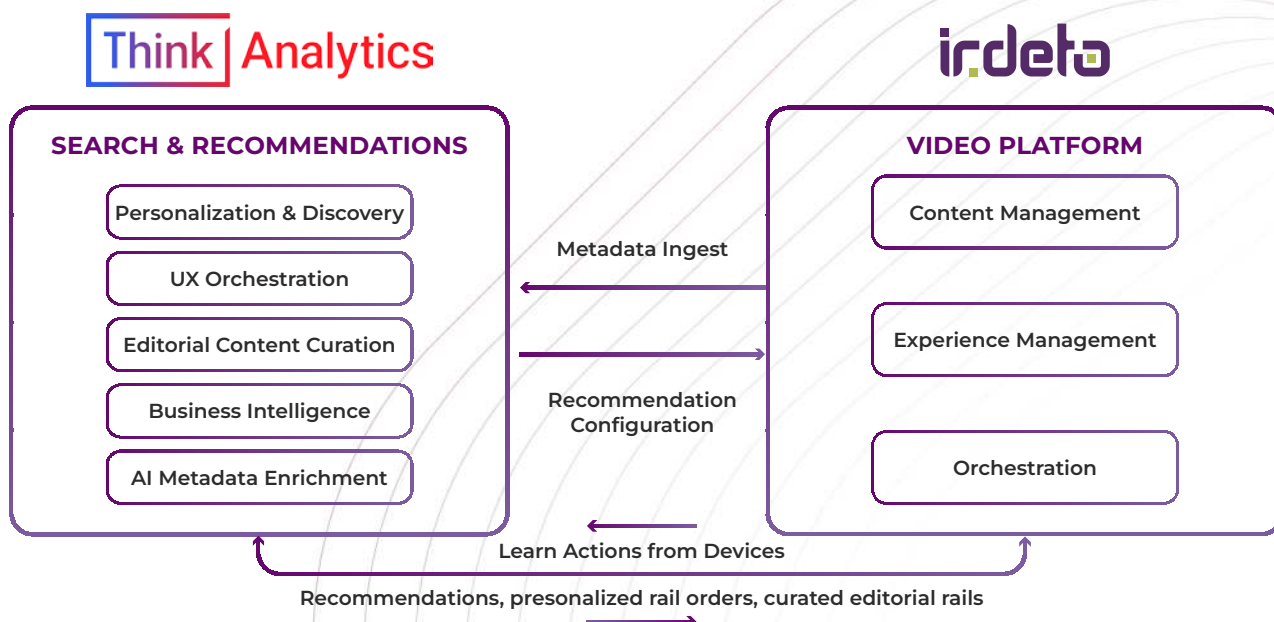 Think Analytics
irdeto
SEARCH & RECOMMENDATIONS
Personalization & Discovery
UX Orchestration
Editorial Content Curation
Business Intelligence
AI Metadata Enrichment
Metadata Ingest
Recommendation
Configuration
VIDEO PLATFORM
Content Management
Experience Management
Orchestration
Learn Actions from Devices
Recommendations, presonalized rail orders, curated editorial rails